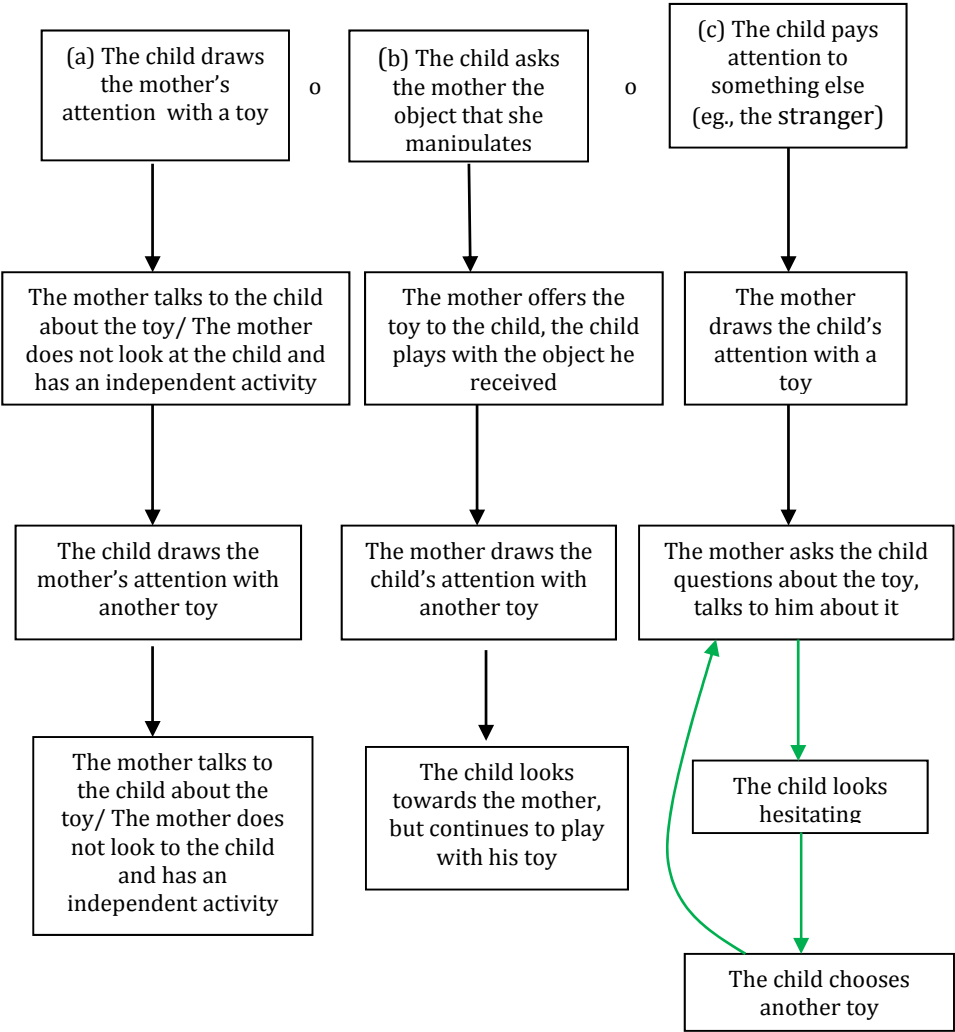 (a) The child draws
the mother's
attention with a toy
o
(b) The child asks
the mother the
object that she
manipulates
o
(c) The child pays
attention to
something else
(eg., the stranger)
The mother talks to the child
about the toy/ The mother
does not look at the child and
has an independent activity
The mother offers the
toy to the child, the child
plays with the object he
received
The mother
draws the child's
attention with a
toy
The child draws the
mother's attention with
another toy
The mother draws the
child's attention with
another toy
The mother asks the child
questions about the toy,
talks to him about it
The mother talks to
the child about the
toy/ The mother does
not look to the child
and has an
independent activity
The child looks
towards the mother,
but continues to play
with his toy
The child looks
hesitating
The child chooses
another toy